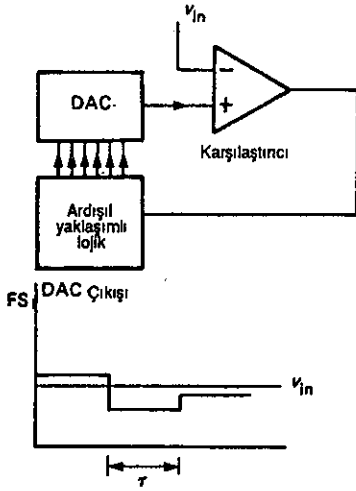 v_in
DAC
−
+
Karşılaştırıcı
Ardışıl
yaklaşımlı
lojik
FS
DAC Çıkışı
v_in
τ